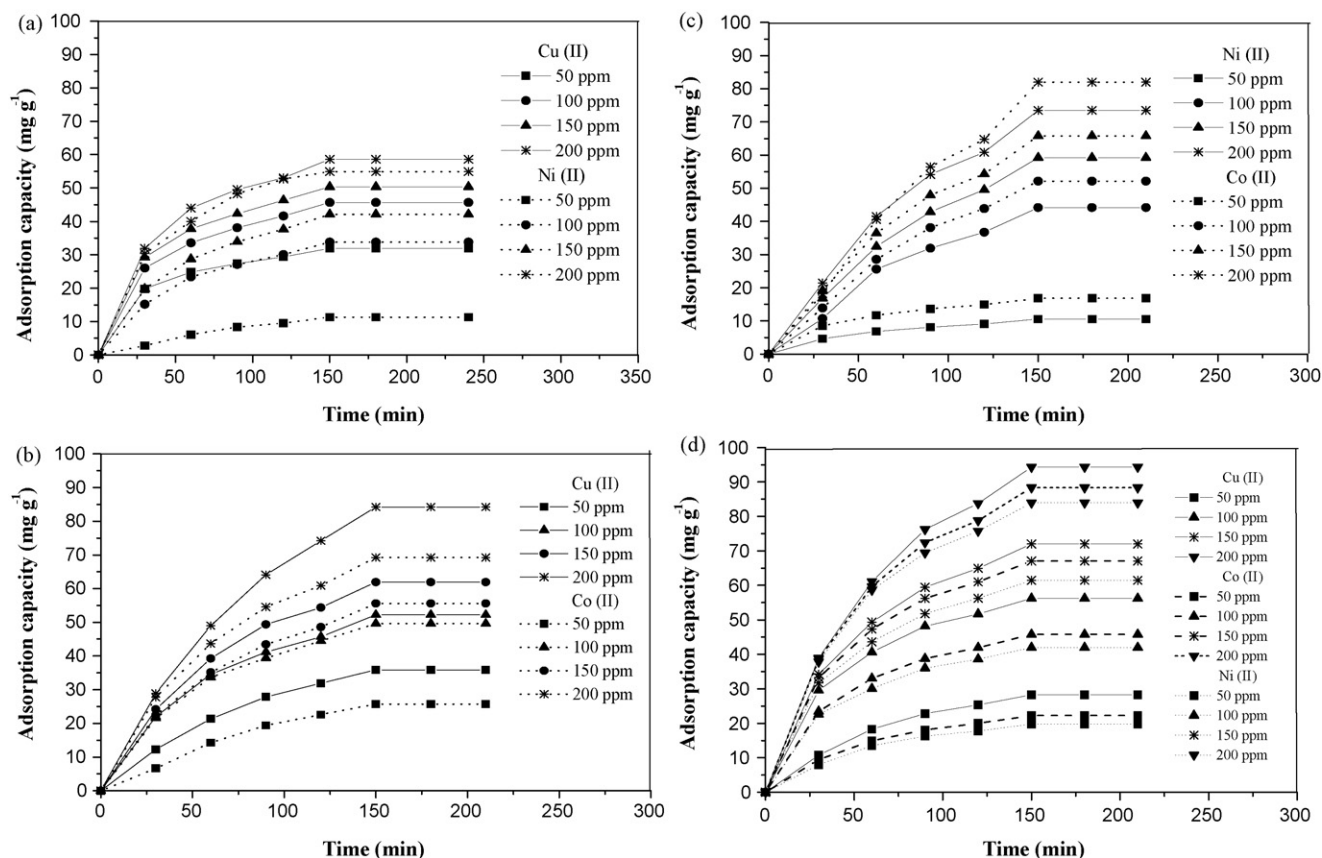 (a)
Adsorption capacity (mg g-1)
100
90
80
70
60
50
40
30
20
10
0
0 50 100 150 200 250 300 350
Time (min)
Cu (II)
50 ppm
100 ppm
150 ppm
200 ppm
Ni (II)
50 ppm
100 ppm
150 ppm
200 ppm
(c)
Adsorption capacity (mg g-1)
100
90
80
70
60
50
40
30
20
10
0
0 50 100 150 200 250 300
Time (min)
Ni (II)
50 ppm
100 ppm
150 ppm
200 ppm
Co (II)
50 ppm
100 ppm
150 ppm
200 ppm
(b)
Adsorption capacity (mg g-1)
100
90
80
70
60
50
40
30
20
10
0
0 50 100 150 200 250 300
Time (min)
Cu (II)
50 ppm
100 ppm
150 ppm
200 ppm
Co (II)
50 ppm
100 ppm
150 ppm
200 ppm
(d)
Adsorption capacity (mg g-1)
100
90
80
70
60
50
40
30
20
10
0
0 50 100 150 200 250 300
Time (min)
Cu (II)
50 ppm
100 ppm
150 ppm
200 ppm
Co (II)
50 ppm
100 ppm
150 ppm
200 ppm
Ni (II)
50 ppm
100 ppm
150 ppm
200 ppm